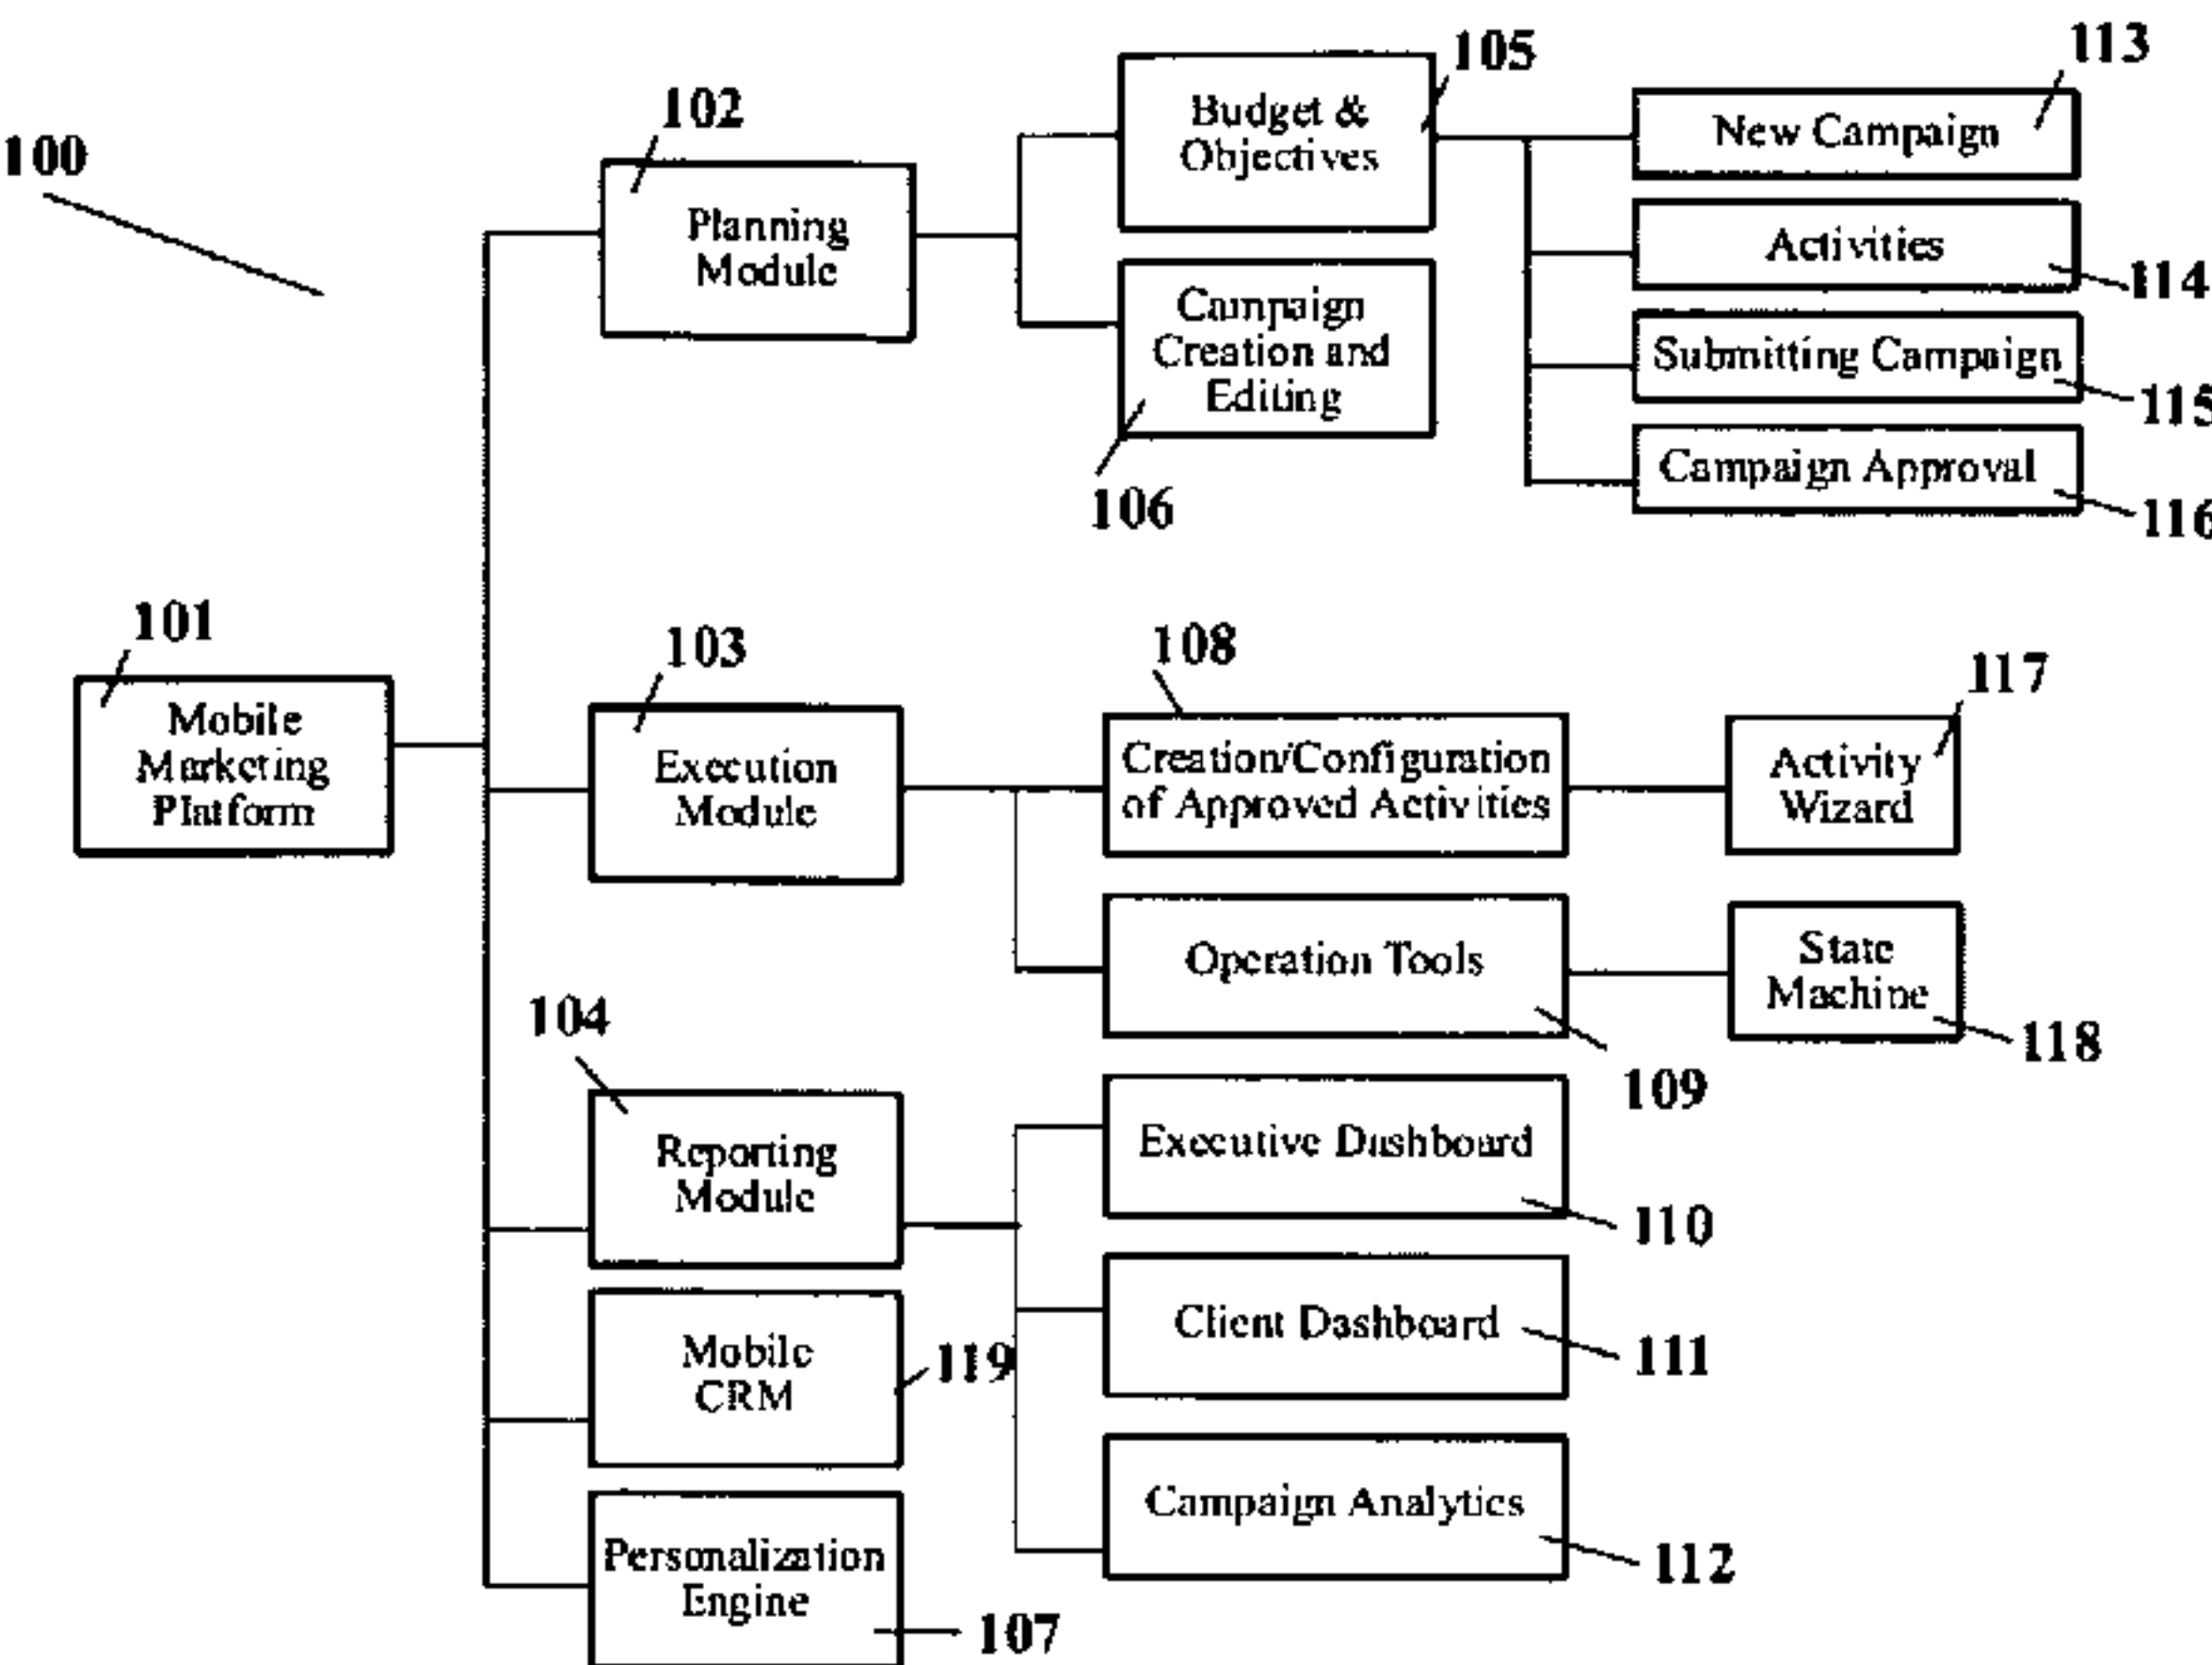 100
102
Planning
Module
105
Budget &
Objectives
Campaign
Creation and
Editing
106
113
New Campaign
Activities
114
Submitting Campaign
115
Campaign Approval
116
101
Mobile
Marketing
Platform
103
Execution
Module
108
Creation/Configuration
of Approved Activities
117
Activity
Wizard
Operation Tools
109
State
Machine
118
104
Reporting
Module
Executive Dashboard
110
Mobile
CRM
119
Client Dashboard
111
Campaign Analytics
112
Personalization
Engine
107